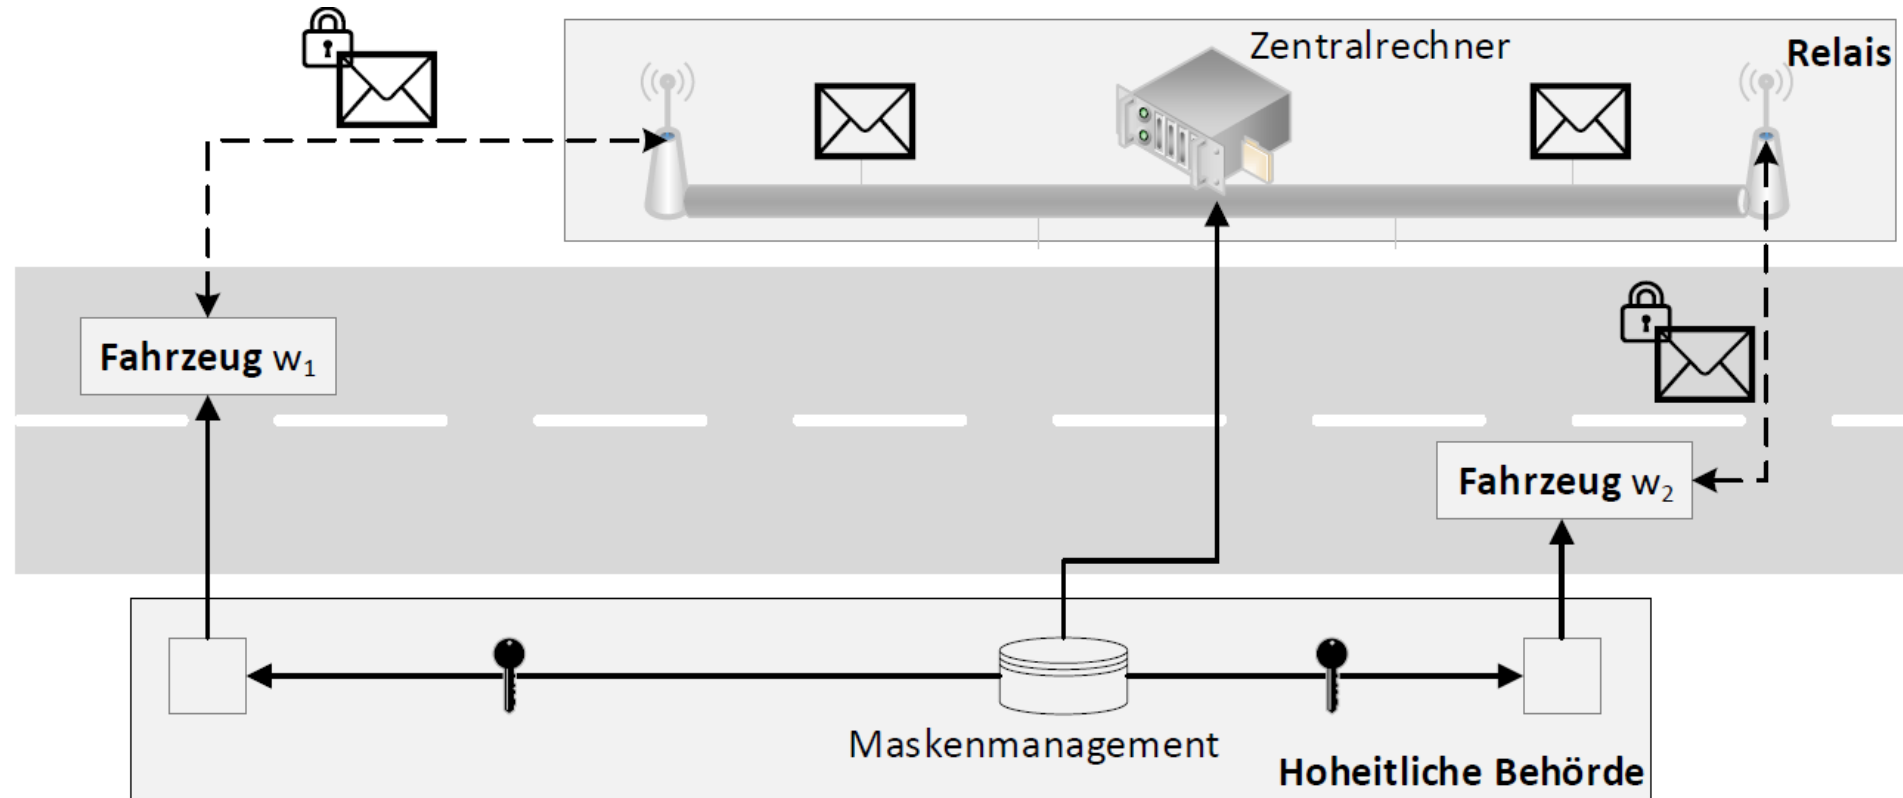 Zentralrechner
Relais
Fahrzeug w₁
Fahrzeug w₂
Maskenmanagement
Hoheitliche Behörde